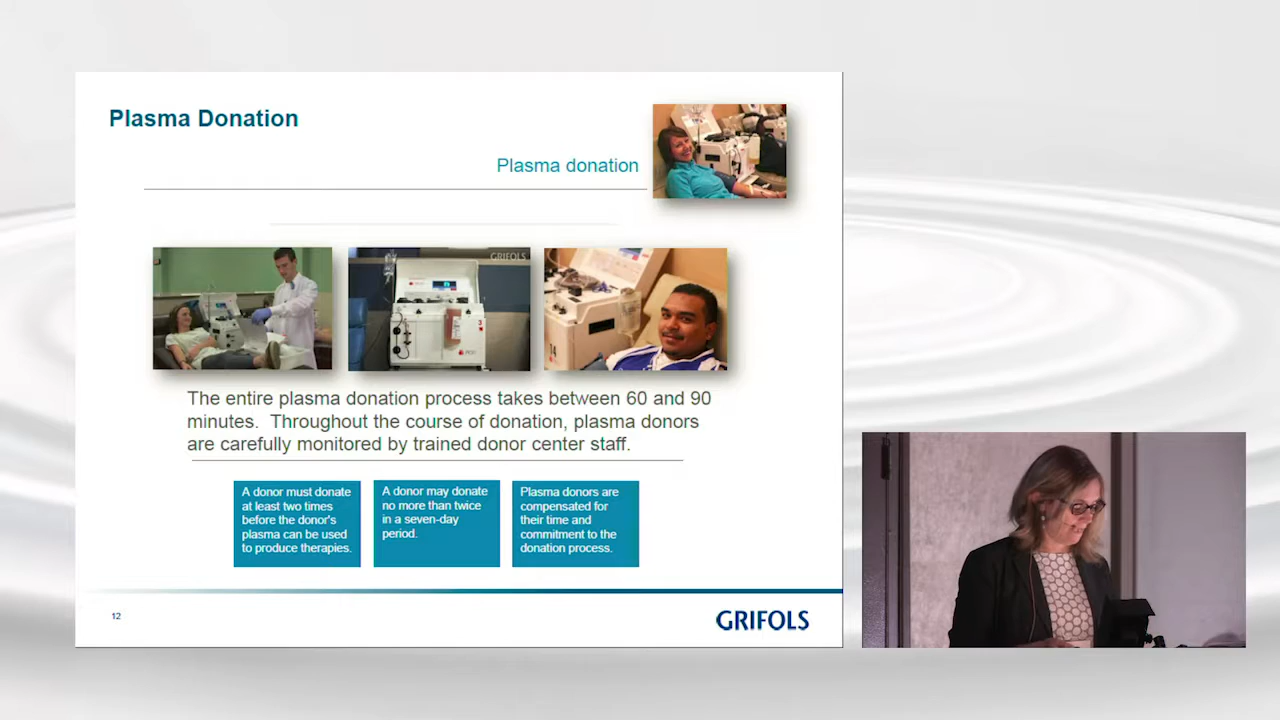 Plasma Donation
Plasma donation
GRIFOLS
The entire plasma donation process takes between 60 and 90
minutes. Throughout the course of donation, plasma donors
are carefully monitored by trained donor center staff.
A donor must donate
at least two times
before the donor's
plasma can be used
to produce therapies.
A donor may donate
no more than twice
in a seven-day
period.
Plasma donors are
compensated for
their time and
commitment to the
donation process.
12
GRIFOLS